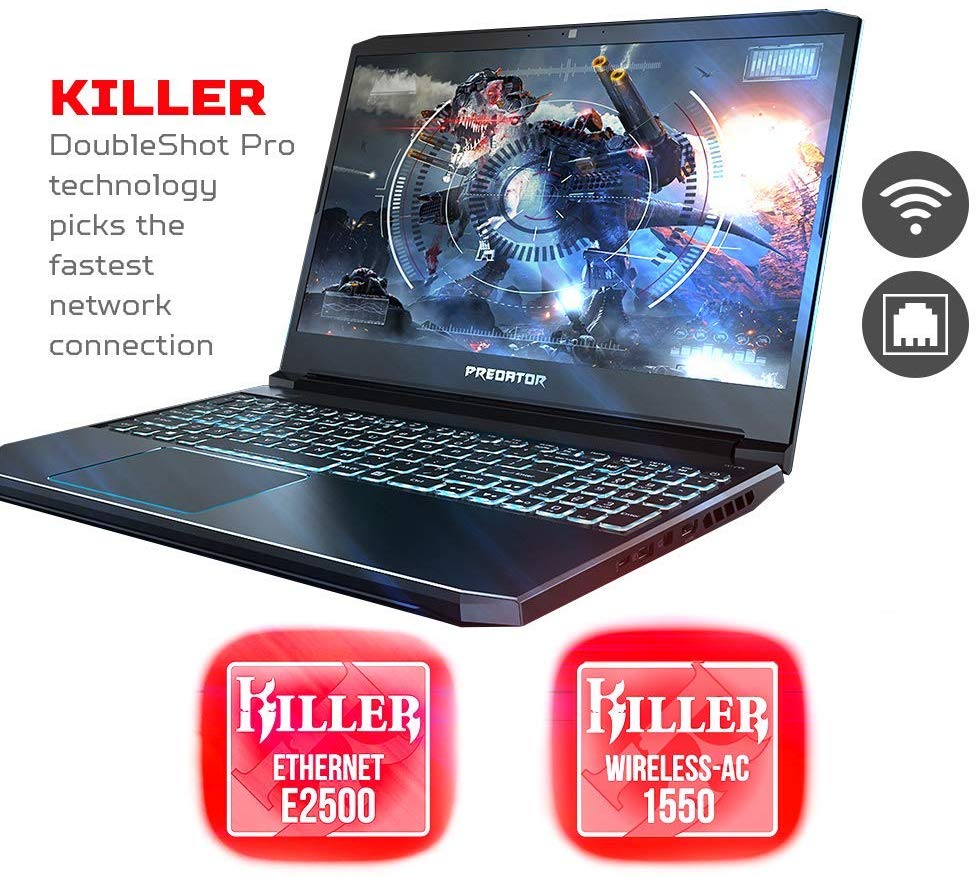 KILLER
DoubleShot Pro
technology
picks the
fastest
network
connection
PREDATOR
KILLER
ETHERNET
E2500
KILLER
WIRELESS-AC
1550